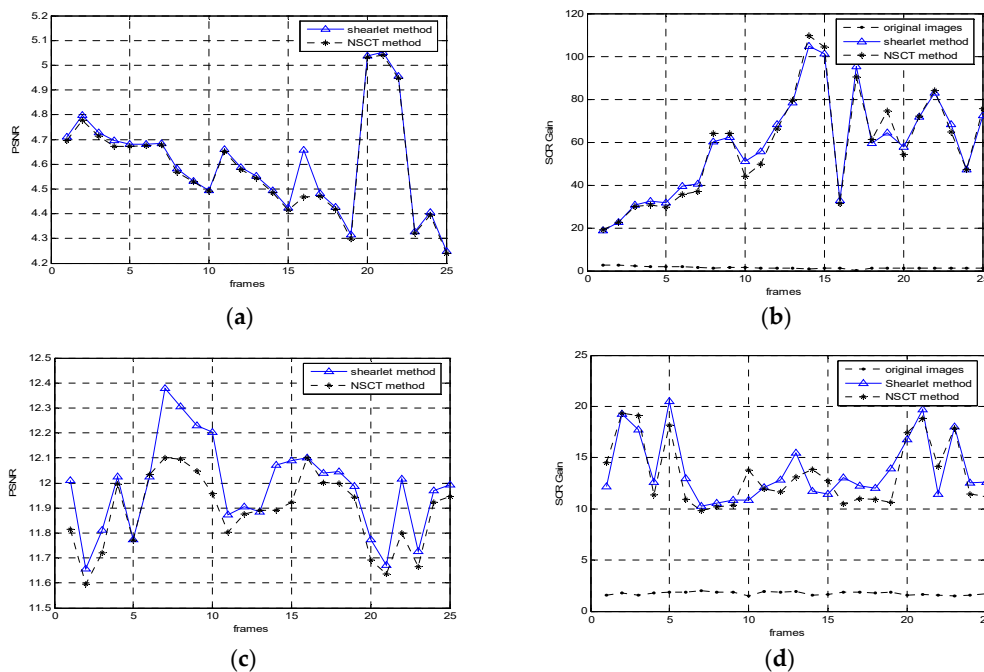 5.2
5.1
5
4.9
4.8
4.7
4.6
4.5
4.4
4.3
4.2
PSNR
shearlet method
NSCT method
0 5 10 15 20 25
frames
(a)
120
100
80
60
40
20
0
SCR Gain
original images
shearlet method
NSCT method
0 5 10 15 20 25
frames
(b)
12.5
12.4
12.3
12.2
12.1
12
11.9
11.8
11.7
11.6
11.5
PSNR
shearlet method
NSCT method
0 5 10 15 20 25
frames
(c)
25
20
15
10
5
0
SCR Gain
original images
Shearlet method
NSCT method
0 5 10 15 20 25
frames
(d)